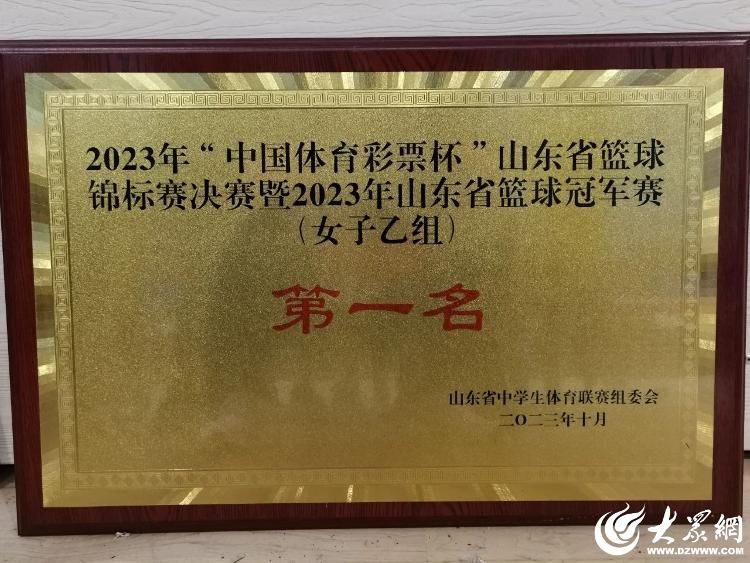 2023年“中国体育彩票杯”山东省篮球
锦标赛决赛暨2023年山东省篮球冠军赛
（女子乙组）
第一名
山东省中学生体育联赛组委会
二〇二三年十月
大眾網
www.dzwww.com